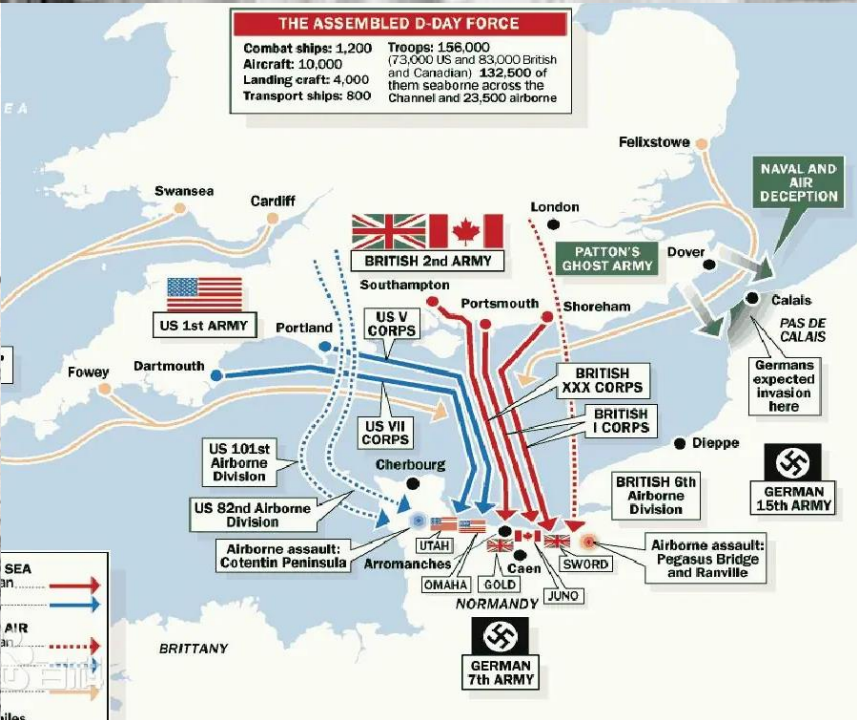 THE ASSEMBLED D-DAY FORCE
Combat ships: 1,200
Aircraft: 10,000
Landing craft: 4,000
Transport ships: 800
Troops: 156,000
(73,000 US and 83,000 British
and Canadian) 132,500 of
them seaborne across the
Channel and 23,500 airborne
E A
Felixstowe
NAVAL AND
AIR
DECEPTION
Swansea
Cardiff
London
BRITISH 2nd ARMY
PATTON'S
GHOST ARMY
Dover
Calais
PAS DE
CALAIS
Southampton
Portsmouth
Shoreham
US 1st ARMY
US V
CORPS
Portland
Germans
expected
invasion
here
Fowey
Dartmouth
BRITISH
XXX CORPS
BRITISH
I CORPS
US VII
CORPS
Dieppe
US 101st
Airborne
Division
Cherbourg
GERMAN
15th ARMY
BRITISH 6th
Airborne
Division
US 82nd Airborne
Division
Airborne assault:
Cotentin Peninsula
UTAH
Arromanches
OMAHA
GOLD
Caen
JUNO
SWORD
Airborne assault:
Pegasus Bridge
and Ranville
NORMANDY
BRITTANY
GERMAN
7th ARMY
SEA
AIR